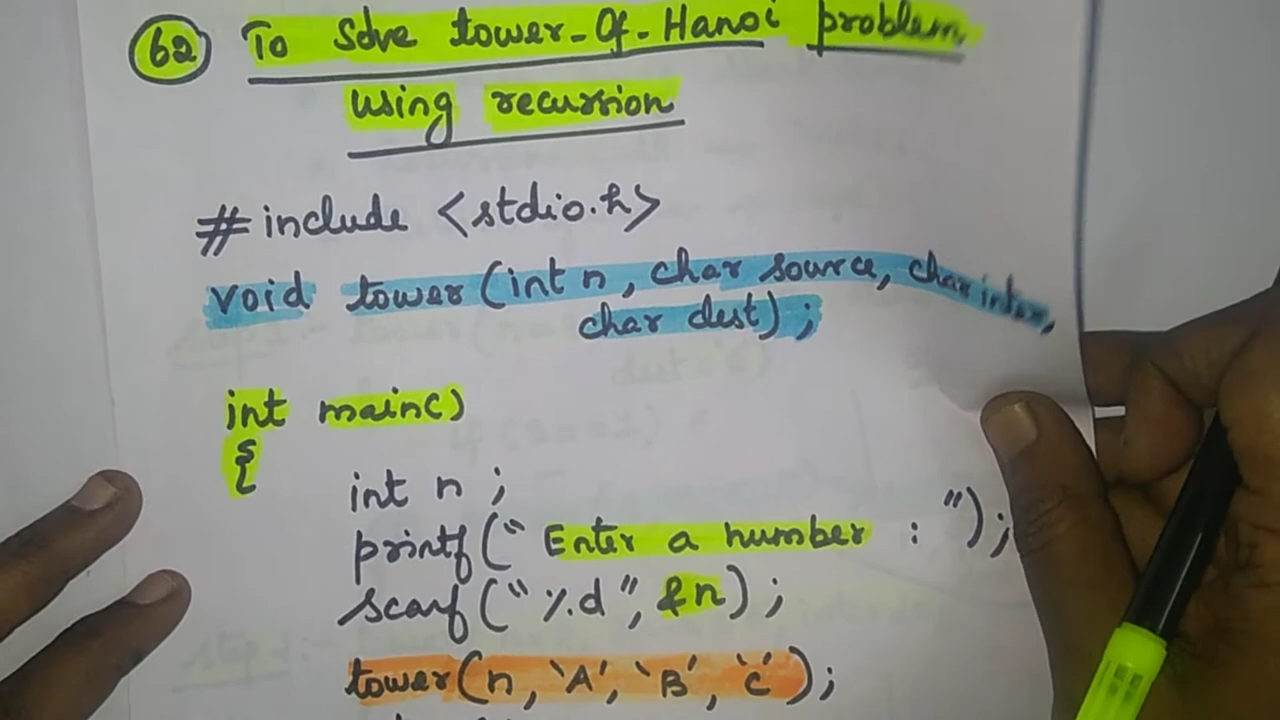 62 To Solve tower-Of-Hanoi problem
using recursion
#include <stdio.h>
void tower(int n, char source, char inter,
char dest);
int main()
{
int n;
printf("Enter a number : ");
scanf("%d", &n);
tower(n, 'A', 'B', 'C');